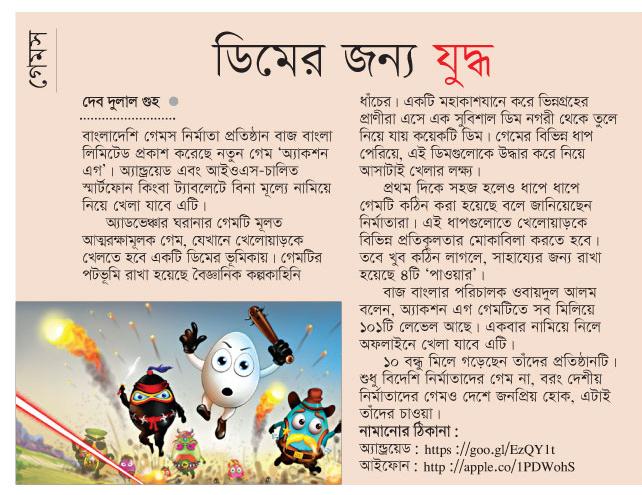 গেমস
ডিমের জন্য যুদ্ধ
দেব দুলাল গুহ
বাংলাদেশি গেমস নির্মাতা প্রতিষ্ঠান বাজ বাংলা
লিমিটেড প্রকাশ করেছে নতুন গেম ‘অ্যাকশন
এগ’। অ্যান্ড্রয়েড এবং আইওএস-চালিত
স্মার্টফোন কিংবা ট্যাবলেটে বিনা মূল্যে নামিয়ে
নিয়ে খেলা যাবে এটি।
অ্যাডভেঞ্চার ঘরানার গেমটি মূলত
আত্মরক্ষামূলক গেম, যেখানে খেলোয়াড়কে
খেলতে হবে একটি ডিমের ভূমিকায়। গেমটির
পটভূমি রাখা হয়েছে বৈজ্ঞানিক কল্পকাহিনি
ধাঁচের। একটি মহাকাশযানে করে ভিনগ্রহের
প্রাণীরা এসে এক সুবিশাল ডিম নগরী থেকে তুলে
নিয়ে যায় কয়েকটি ডিম। গেমের বিভিন্ন ধাপ
পেরিয়ে, এই ডিমগুলোকে উদ্ধার করে নিয়ে
আসাটাই খেলার লক্ষ্য।
প্রথম দিকে সহজ হলেও ধাপে ধাপে
গেমটি কঠিন করা হয়েছে বলে জানিয়েছেন
নির্মাতারা। এই ধাপগুলোতে খেলোয়াড়কে
বিভিন্ন প্রতিকূলতার মোকাবিলা করতে হবে।
তবে খুব কঠিন লাগলে, সাহায্যের জন্য রাখা
হয়েছে ৪টি ‘পাওয়ার’।
বাজ বাংলার পরিচালক ওবায়দুল আলম
বলেন, অ্যাকশন এগ গেমটিতে সব মিলিয়ে
১০১টি লেভেল আছে। একবার নামিয়ে নিলে
অফলাইনে খেলা যাবে এটি।
১০ বন্ধু মিলে গড়েছেন তাঁদের প্রতিষ্ঠানটি।
শুধু বিদেশি নির্মাতাদের গেম না, বরং দেশীয়
নির্মাতাদের গেমও দেশে জনপ্রিয় হোক, এটাই
তাঁদের চাওয়া।
নামানোর ঠিকানা :
অ্যান্ড্রয়েড : https ://goo.gl/EzQY1t
আইফোন : http ://apple.co/1PDWohS